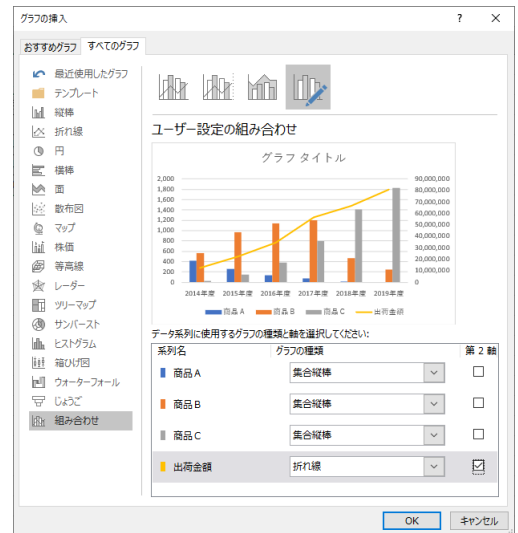 グラフの挿入 ? ×
おすすめグラフ すべてのグラフ
最近使用したグラフ
テンプレート
縦棒
折れ線
円
横棒
面
散布図
マップ
株価
等高線
レーダー
ツリーマップ
サンバースト
ヒストグラム
箱ひげ図
ウォーターフォール
じょうご
組み合わせ
ユーザー設定の組み合わせ
グラフ タイトル
2,000
1,800
1,600
1,400
1,200
1,000
800
600
400
200
0
90,000,000
80,000,000
70,000,000
60,000,000
50,000,000
40,000,000
30,000,000
20,000,000
10,000,000
0
2014年度 2015年度 2016年度 2017年度 2018年度 2019年度
商品A 商品B 商品C 出荷金額
データ系列に使用するグラフの種類と軸を選択してください:
系列名 グラフの種類 第 2 軸
商品A 集合縦棒
商品B 集合縦棒
商品C 集合縦棒
出荷金額 折れ線
OK キャンセル